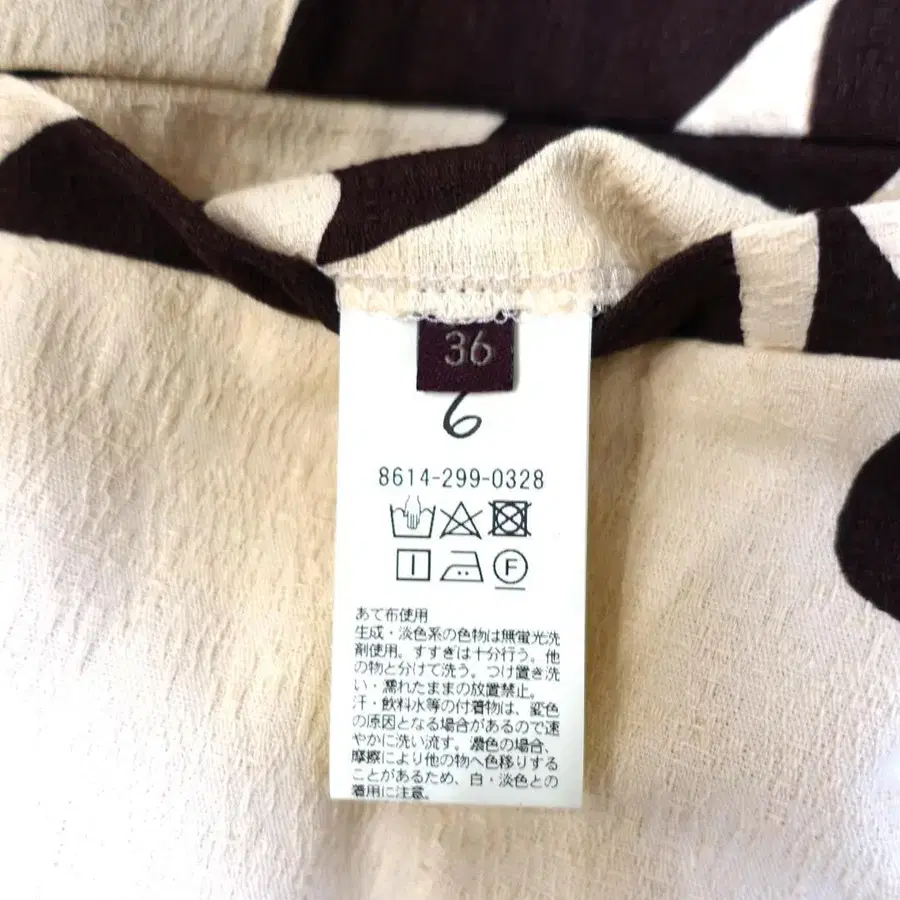 36
6
8614-299-0328
F
あて布使用
生成・淡色系の色物は無蛍光洗
剤使用、すすぎは十分行う。他
の物と分けて洗う。つけ置き洗
い・濡れたままの放置禁止。
汗・飲料水等の付着物は、変色
の原因となる場合があるので速
やかに洗い流す。濃色の場合、
摩擦により他の物へ色移りする
ことがあるため、白・淡色との
着用に注意。